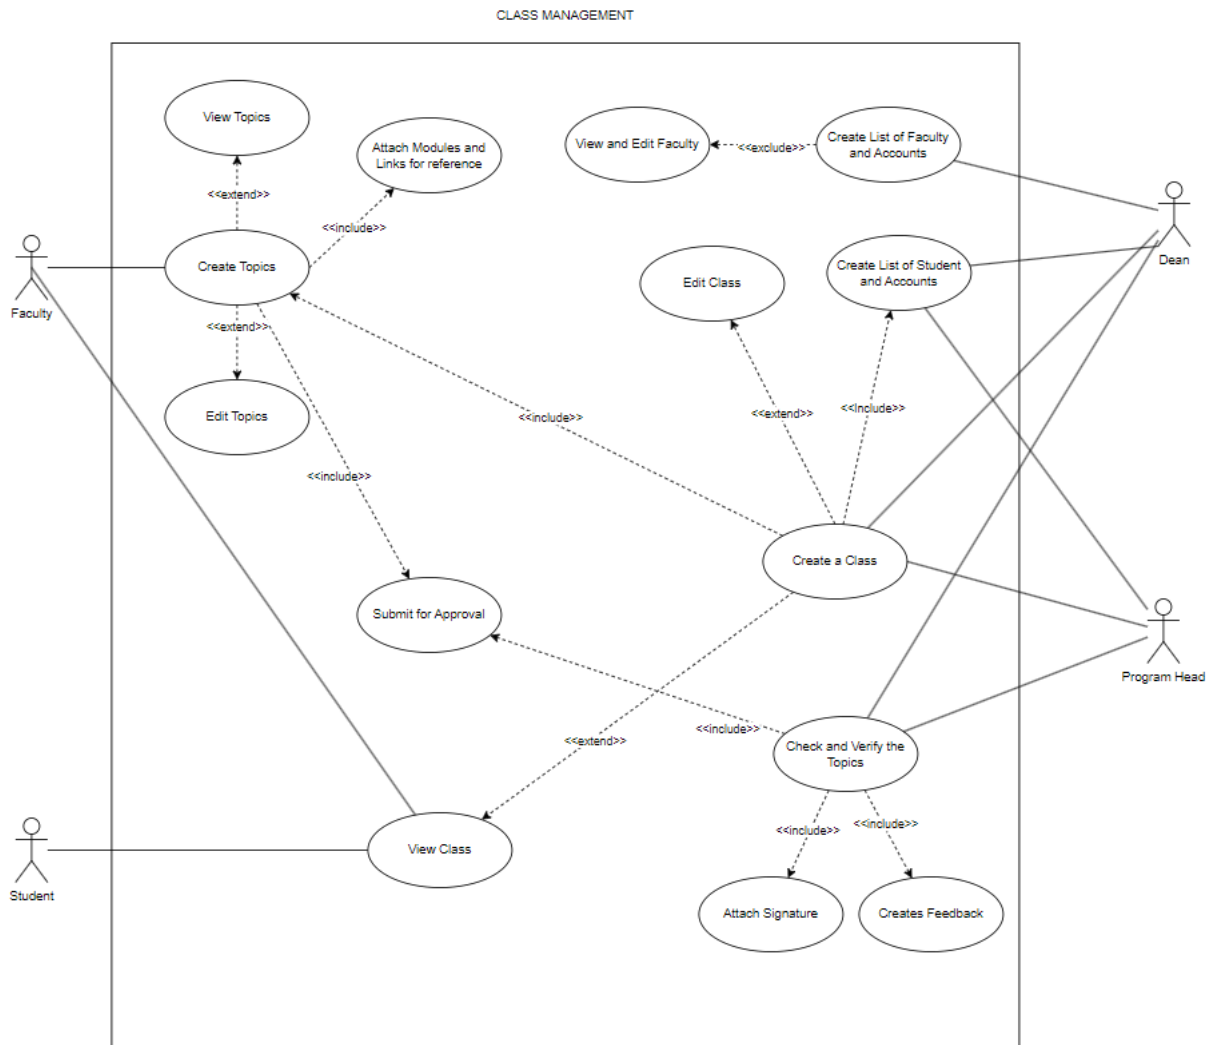 CLASS MANAGEMENT
View Topics
Attach Modules and
Links for reference
View and Edit Faculty
<<exclude>>
Create List of Faculty
and Accounts
<<extend>>
<<include>>
Faculty
Create Topics
Edit Class
Create List of Student
and Accounts
Dean
<<extend>>
Edit Topics
<<include>>
<<extend>>
<<Include>>
<<include>>
Create a Class
Submit for Approval
Program Head
<<include>>
<<extend>>
Check and Verify the
Topics
<<include>>
<<include>>
Student
View Class
Attach Signature
Creates Feedback